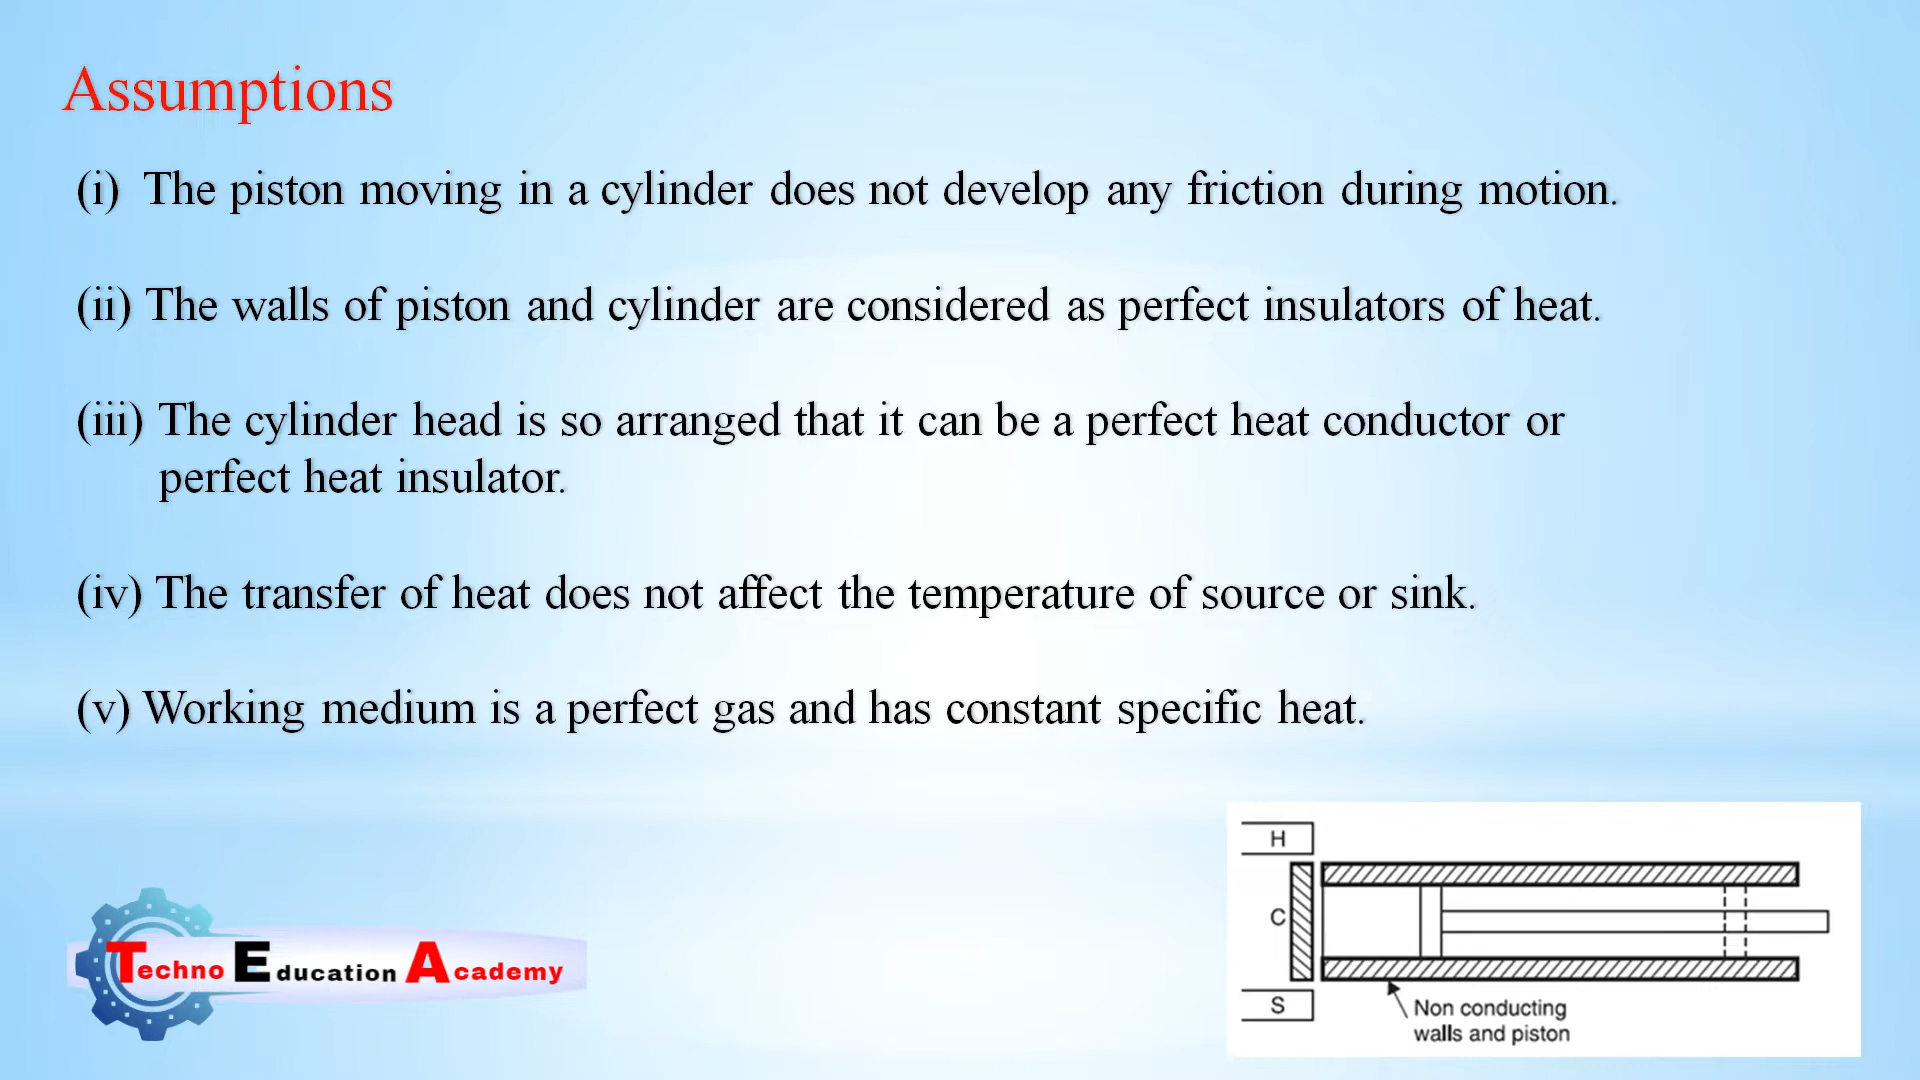 Assumptions
(i) The piston moving in a cylinder does not develop any friction during motion.
(ii) The walls of piston and cylinder are considered as perfect insulators of heat.
(iii) The cylinder head is so arranged that it can be a perfect heat conductor or
perfect heat insulator.
(iv) The transfer of heat does not affect the temperature of source or sink.
(v) Working medium is a perfect gas and has constant specific heat.
H
C
S
Non conducting
walls and piston
Techno Education Academy